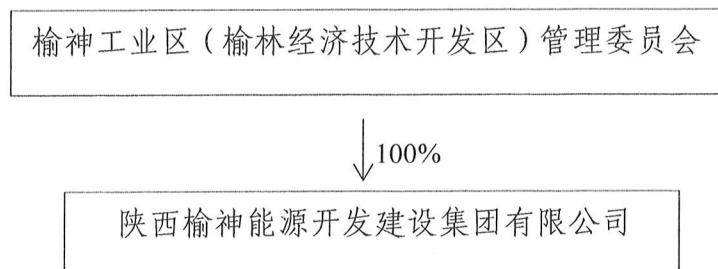 榆神工业区（榆林经济技术开发区）管理委员会
100%
陕西榆神能源开发建设集团有限公司